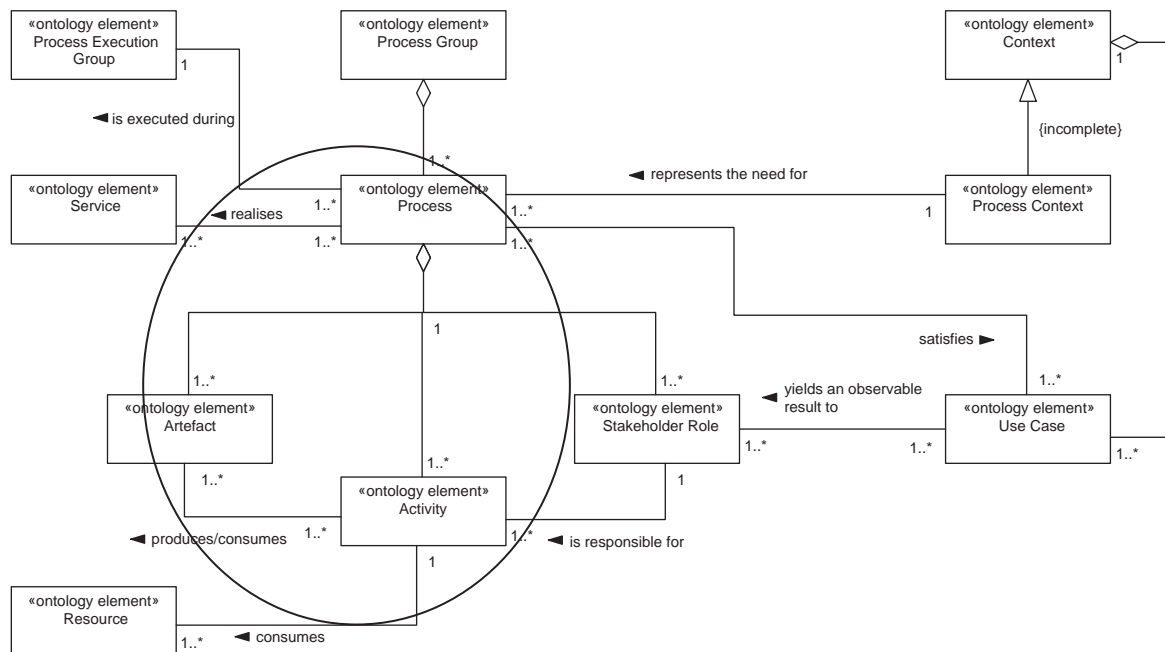 «ontology element»
Process Execution
Group
1
«ontology element»
Process Group
«ontology element»
Context
1
is executed during
{incomplete}
1..*
«ontology element»
Service
realises
1..*
«ontology element»
Process
1..*
1..*
1..*
1..*
represents the need for
1
«ontology element»
Process Context
1
satisfies
1..*
1..*
1..*
«ontology element»
Artefact
1..*
«ontology element»
Stakeholder Role
1..*
yields an observable
result to
1..*
«ontology element»
Use Case
1..*
1..*
1
«ontology element»
Activity
produces/consumes
1..*
1..*
is responsible for
1
«ontology element»
Resource
1..*
consumes